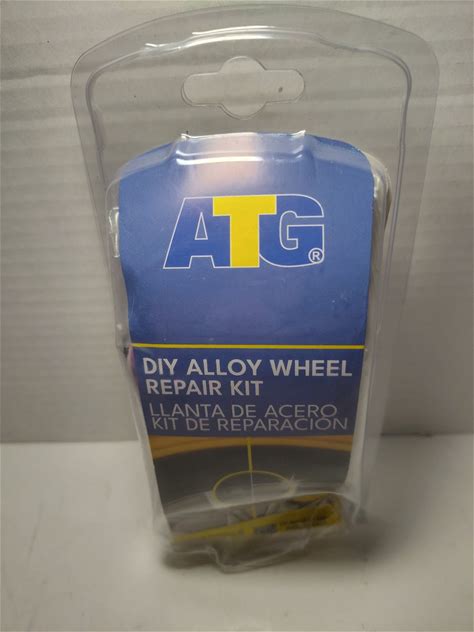 ATG®
DIY ALLOY WHEEL
REPAIR KIT
LLANTA DE ACERO
KIT DE REPARACIÓN